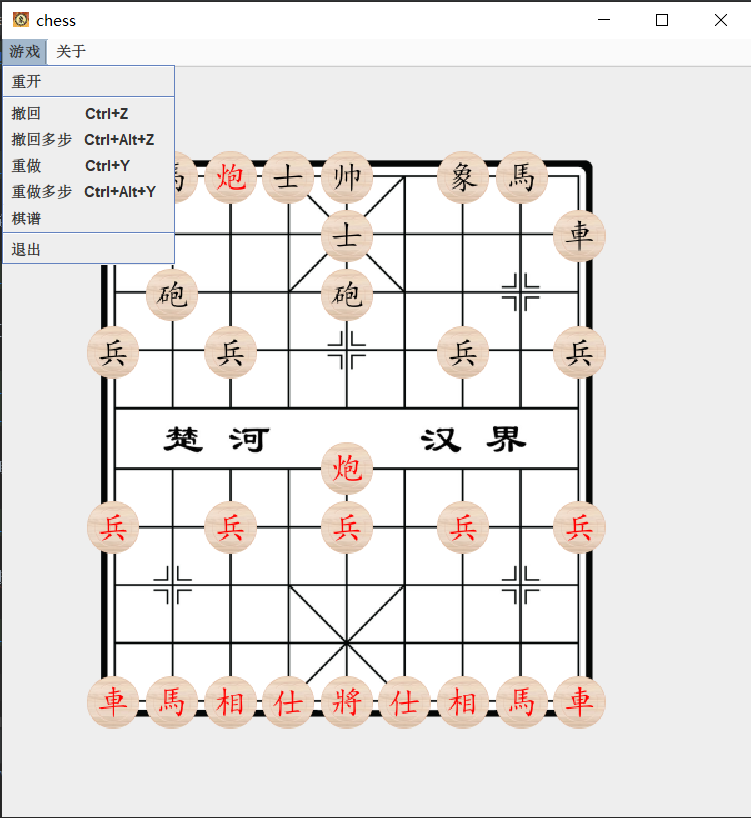 chess
游戏 关于
重开
撤回 Ctrl+Z
撤回多步 Ctrl+Alt+Z
重做 Ctrl+Y
重做多步 Ctrl+Alt+Y
棋谱
退出
馬 炮 士 帅 象 馬
士 車
砲 砲
兵 兵 兵 兵
楚河 汉界
炮
兵 兵 兵 兵 兵
車 馬 相 仕 將 仕 相 馬 車